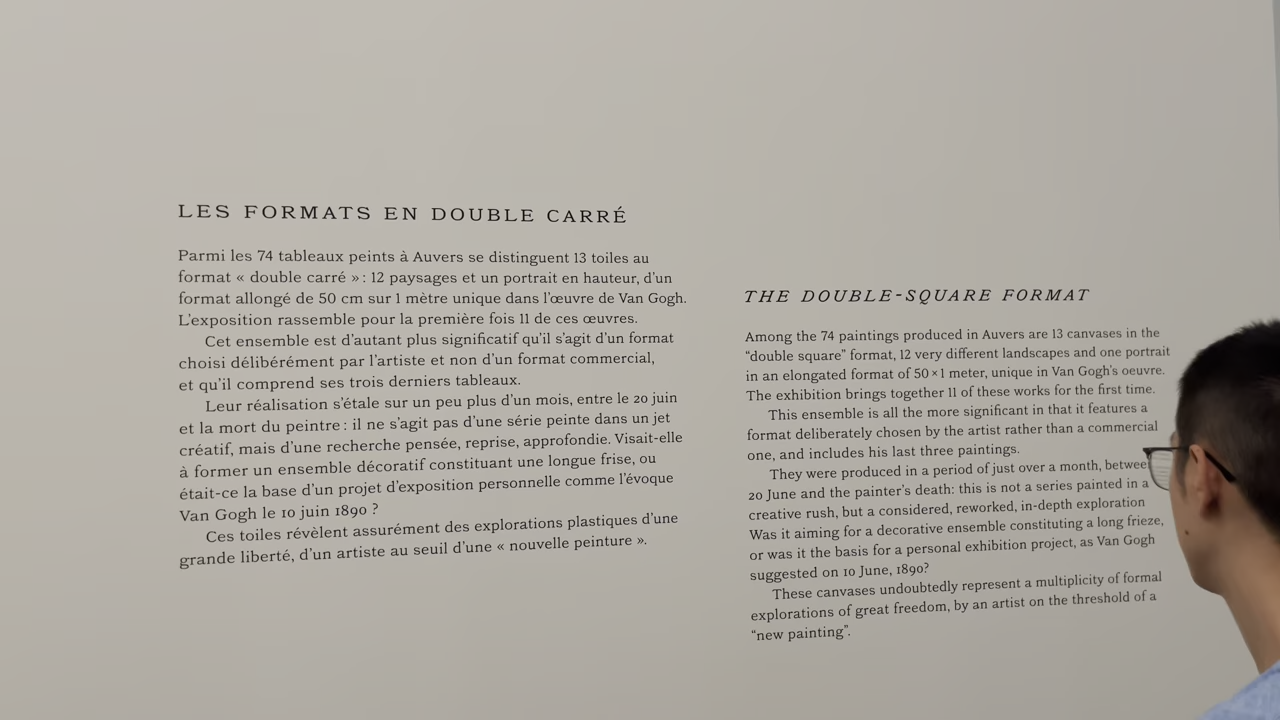 LES FORMATS EN DOUBLE CARRÉ
Parmi les 74 tableaux peints à Auvers se distinguent 13 toiles au
format « double carré » : 12 paysages et un portrait en hauteur, d'un
format allongé de 50 cm sur 1 mètre unique dans l'œuvre de Van Gogh.
L'exposition rassemble pour la première fois 11 de ces œuvres.
Cet ensemble est d'autant plus significatif qu'il s'agit d'un format
choisi délibérément par l'artiste et non d'un format commercial,
et qu'il comprend ses trois derniers tableaux.
Leur réalisation s'étale sur un peu plus d'un mois, entre le 20 juin
et la mort du peintre : il ne s'agit pas d'une série peinte dans un jet
créatif, mais d'une recherche pensée, reprise, approfondie. Visait-elle
à former un ensemble décoratif constituant une longue frise, ou
était-ce la base d'un projet d'exposition personnelle comme l'évoque
Van Gogh le 10 juin 1890 ?
Ces toiles révèlent assurément des explorations plastiques d'une
grande liberté, d'un artiste au seuil d'une « nouvelle peinture ».
THE DOUBLE-SQUARE FORMAT
Among the 74 paintings produced in Auvers are 13 canvases in the
“double square” format, 12 very different landscapes and one portrait
in an elongated format of 50 × 1 meter, unique in Van Gogh's oeuvre.
The exhibition brings together 11 of these works for the first time.
This ensemble is all the more significant in that it features a
format deliberately chosen by the artist rather than a commercial
one, and includes his last three paintings.
They were produced in a period of just over a month, betwee
20 June and the painter's death: this is not a series painted in a
creative rush, but a considered, reworked, in-depth exploration
Was it aiming for a decorative ensemble constituting a long frieze,
or was it the basis for a personal exhibition project, as Van Gogh
suggested on 10 June, 1890?
These canvases undoubtedly represent a multiplicity of formal
explorations of great freedom, by an artist on the threshold of a
“new painting”.